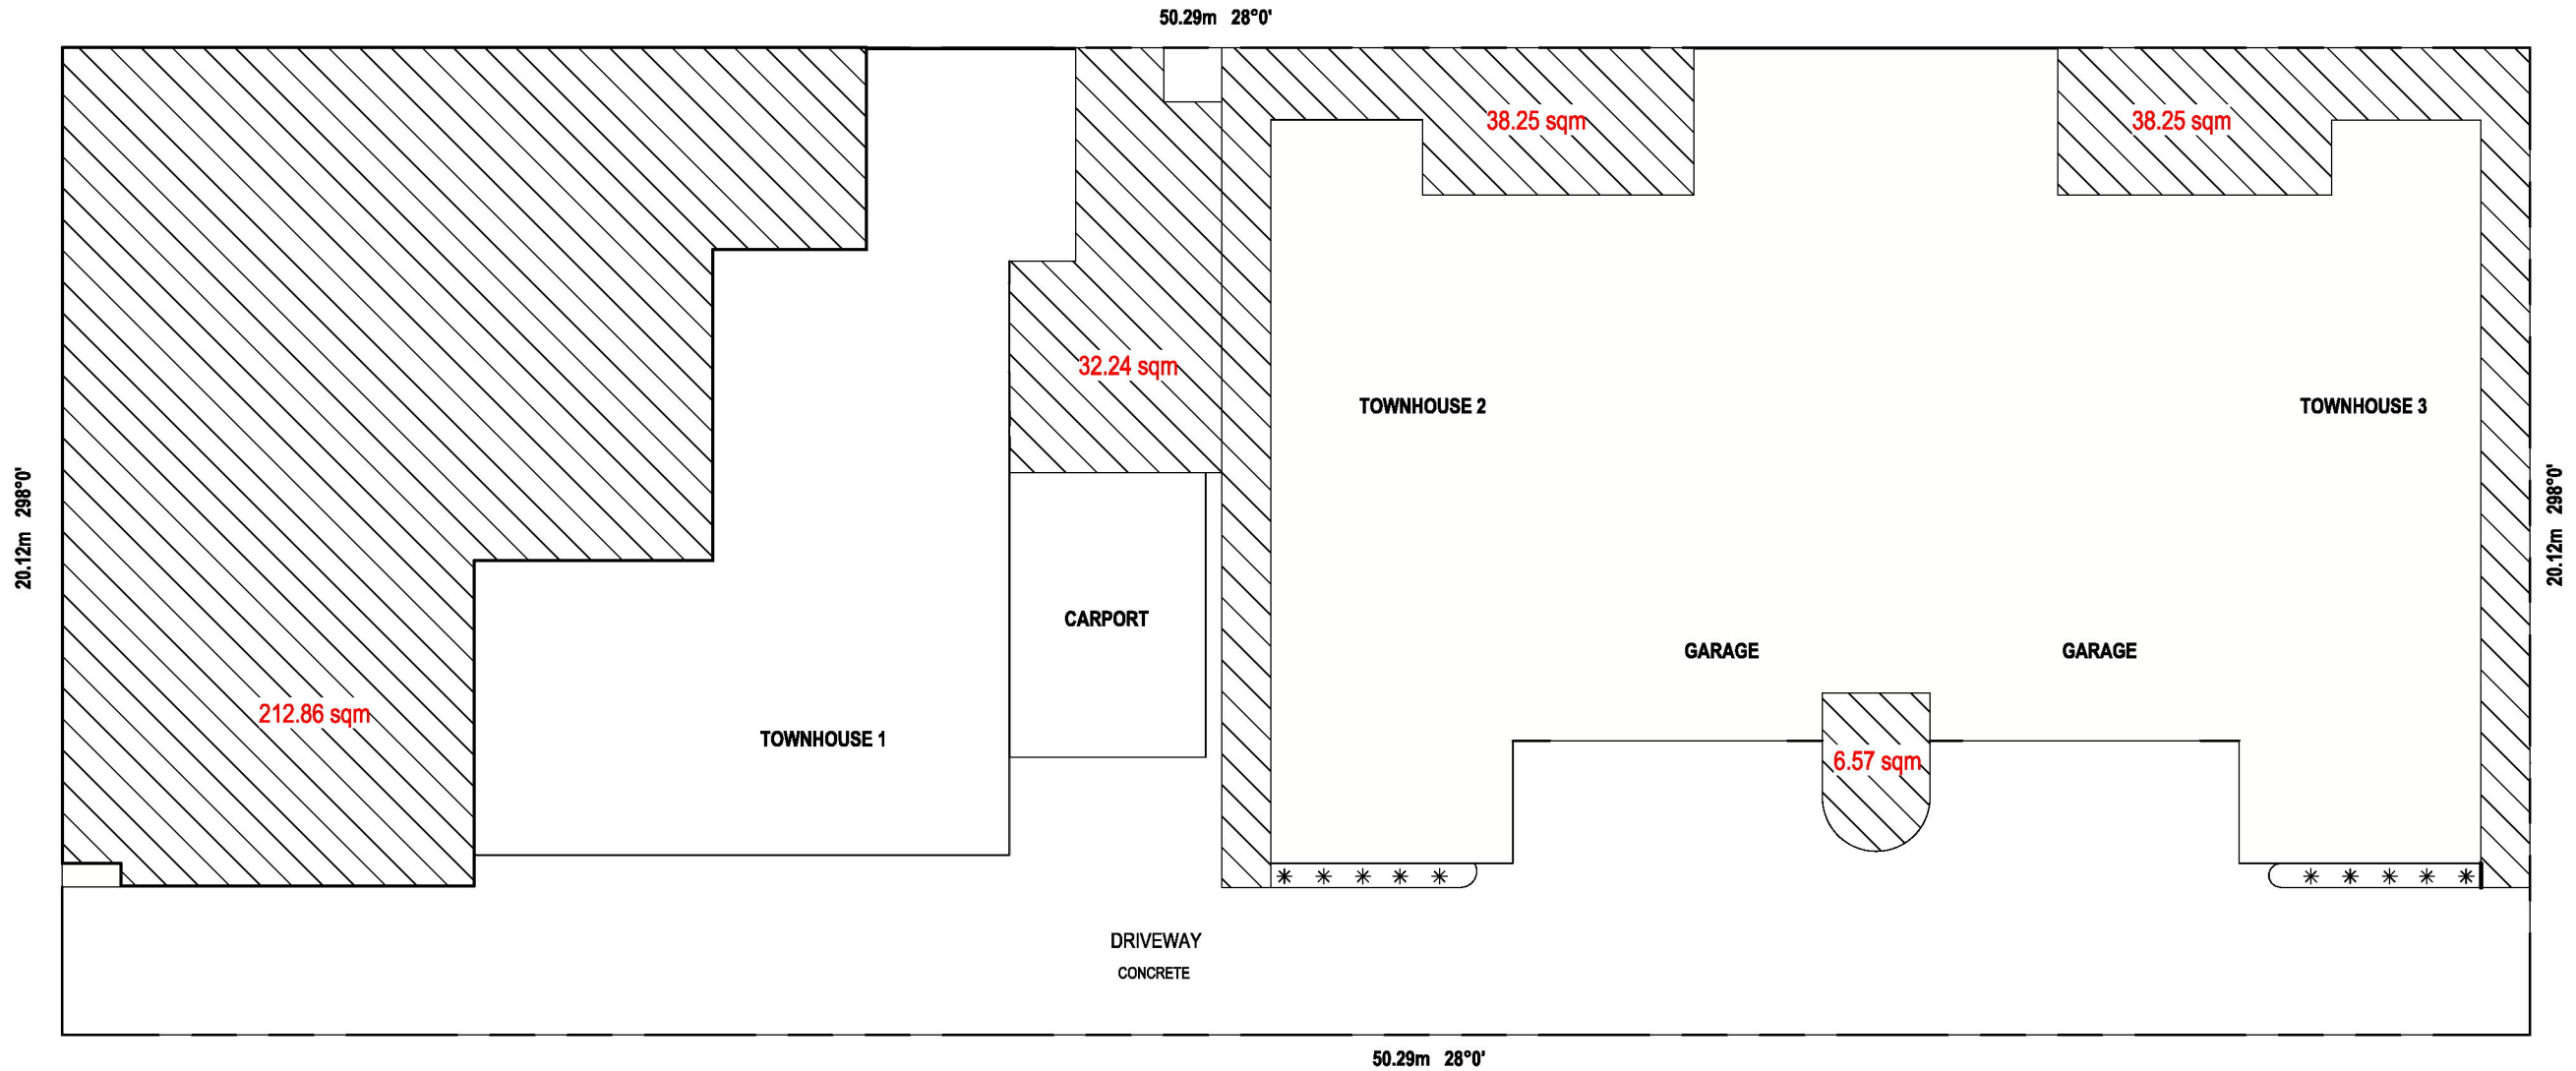 50.29m 28°0'
38.25 sqm
38.25 sqm
32.24 sqm
TOWNHOUSE 2
TOWNHOUSE 3
20.12m 298°0'
20.12m 298°0'
CARPORT
GARAGE
GARAGE
212.86 sqm
TOWNHOUSE 1
6.57 sqm
DRIVEWAY
CONCRETE
50.29m 28°0'